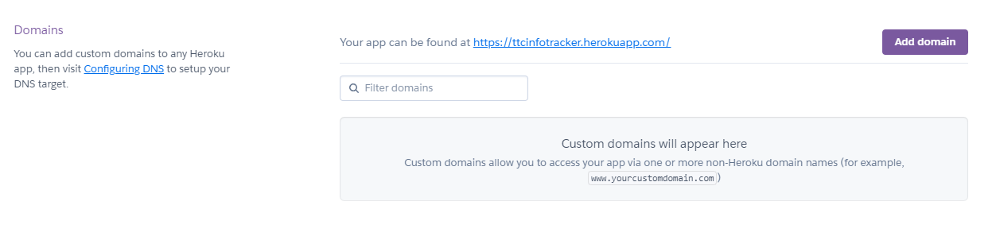 Domains
You can add custom domains to any Heroku
app, then visit Configuring DNS to setup your
DNS target.
Your app can be found at https://ttcinfotracker.herokuapp.com/
Add domain
Filter domains
Custom domains will appear here
Custom domains allow you to access your app via one or more non-Heroku domain names (for example,
www.yourcustomdomain.com)